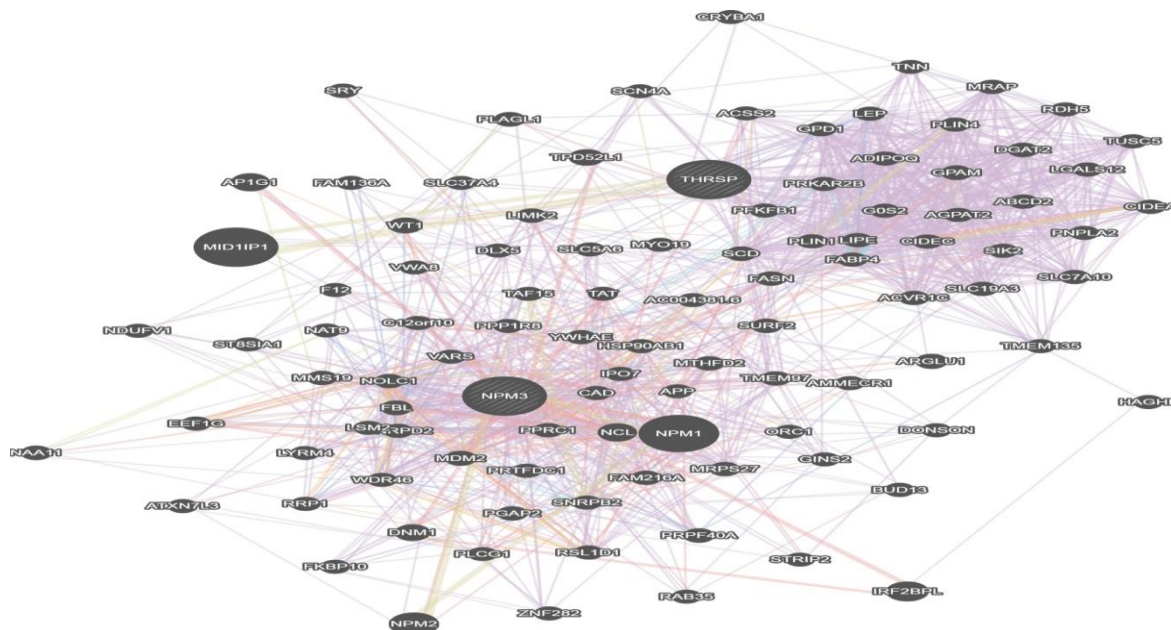 CRYBA1
TNN
SRY
SCN4A
MRAP
RDH5
PLAGL1
ACSS2
LEP
PLIN4
GPD1
TUSC5
TPD52L1
ADIPOQ
DGAT2
LGALS12
AP1G1
FAM136A
SLC37A4
THRSP
PRKAR2B
GPAM
ABCD2
CIDEA
LIMK2
PFKFB1
G0S2
AGPAT2
WT1
PNPLA2
MID1IP1
DLX5
SLC5A6
MYO19
SCD
PLIN1
LIPE
CIDEC
SIK2
FABP4
VWA8
FASN
SLC7A10
F12
TAF15
TAT
AC004381.6
ACVR1C
SLC19A3
NDUFV1
NAT9
C12orf10
PPP1R8
YWHAE
SURF2
ST8SIA1
HSP90AB1
TMEM135
VARS
MTHFD2
ARGLU1
MMS19
NOLC1
IPO7
TMEM97
AMMECR1
NPM3
CAD
APP
HAGHL
FBL
EEF1G
LSM2
PPRC1
NCL
NPM1
ORC1
DONSON
NAA11
LYRM4
MDM2
PRTFDC1
FAM216A
MRPS27
GINS2
WDR46
BUD13
ATXN7L3
RRP1
PGAP2
SNRPB2
DNM1
PRPF40A
FKBP10
PLCG1
RSL1D1
STRIP2
RAB35
IRF2BPL
NPM2
ZNF282